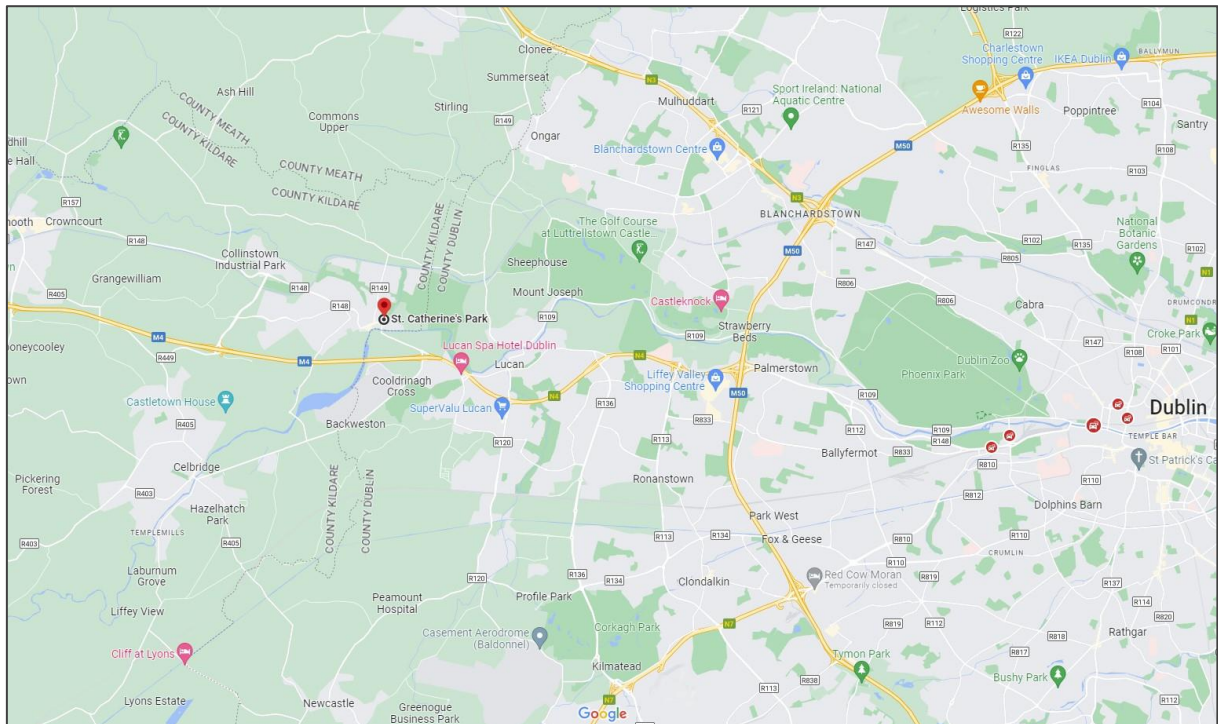 Logistics Park
R122
Clonee
Charlestown
Shopping Centre
IKEA Dublin
BALLYMUN
Summerseat
N3
Sport Ireland: National
Aquatic Centre
Awesome Walls
Ash Hill
Mulhuddart
Poppintree
R104
Stirling
R121
Commons
Upper
R149
Ongar
Santry
COUNTY MEATH
COUNTY KILDARE
Blanchardstown Centre
M50
R135
R108
FINGLAS
R103
COUNTY MEATH
COUNTY KILDARE
R157
N3
BLANCHARDSTOWN
National
Botanic
Gardens
Crowncourt
The Golf Course
at Luttrellstown Castle...
R147
R102
R135
R102
R148
COUNTY KILDARE
COUNTY DUBLIN
M50
R805
Collinstown
Industrial Park
Sheephouse
N1
Grangewilliam
R405
R148
R149
Mount Joseph
R806
R806
Castleknock
Cabra
DRUMCONDR
R148
St. Catherine's Park
R109
Strawberry
Beds
R109
N1
Croke Park
M4
R147
R108
R101
R449
M4
Lucan Spa Hotel Dublin
Lucan
N4
Dublin Zoo
Phoenix Park
Cooldrinagh
Cross
Liffey Valley
Shopping Centre
Palmerstown
Castletown House
SuperValu Lucan
N4
R136
M50
R109
Dublin
R405
Backweston
R833
R112
R109
R148
TEMPLE BAR
R120
R113
Ballyfermot
R833
R810
St Patrick's Ca
Celbridge
Pickering
Forest
R403
COUNTY KILDARE
COUNTY DUBLIN
Ronanstown
R812
R110
Hazelhatch
Park
Dolphins Barn
TEMPLEMILLS
Park West
R403
R405
R113
R134
Fox & Geese
R810
R110
CRUMLIN
R110
Laburnum
Grove
R120
R136
R134
Clondalkin
Red Cow Moran
Temporarily closed
R819
R137
Peamount
Hospital
Profile Park
R114
Liffey View
N7
R819
R112
R820
Casement Aerodrome
(Baldonnel)
Corkagh Park
R818
Rathgar
Cliff at Lyons
Tymon Park
R817
Kilmatead
Bushy Park
R113
R838
Lyons Estate
Newcastle
N7
R112
Greenogue
Business Park
Google